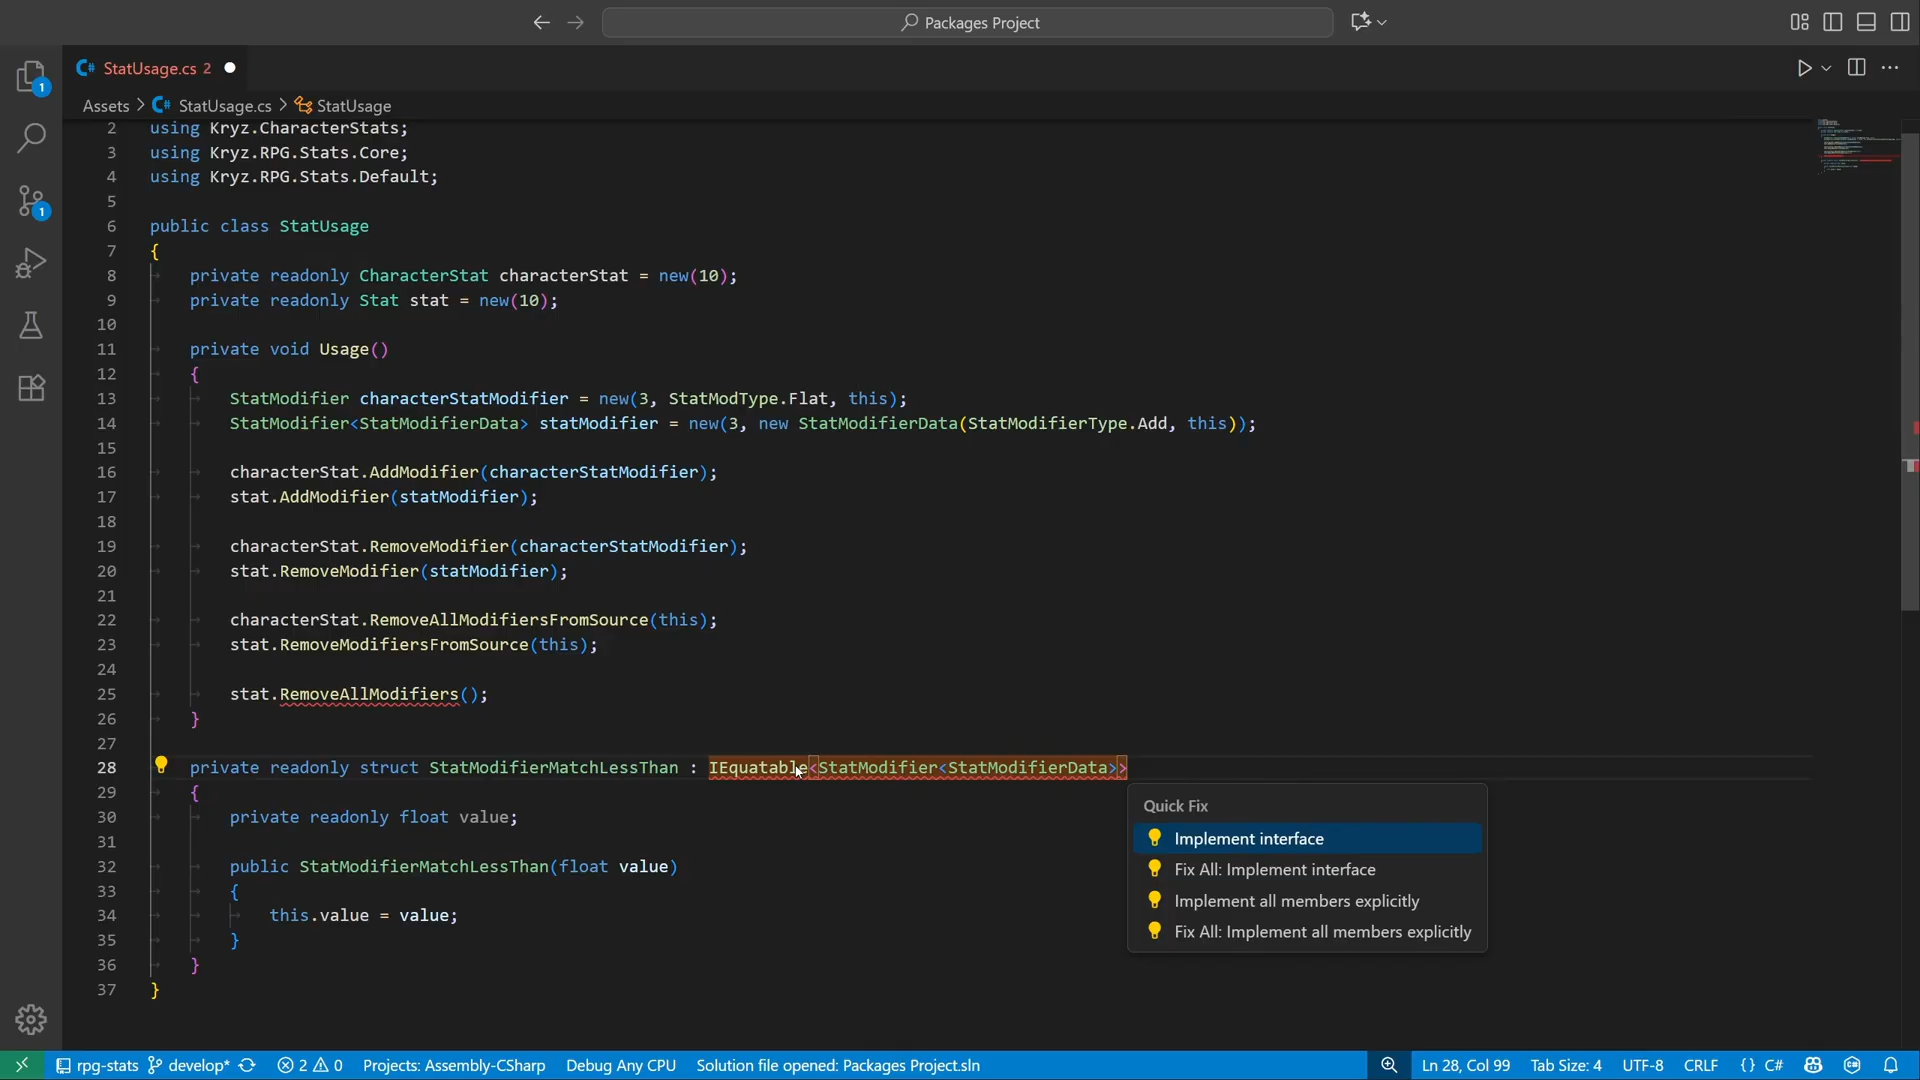 Packages Project
C# StatUsage.cs 2
Assets > C# StatUsage.cs > StatUsage
1
1
2 using Kryz.CharacterStats;
3 using Kryz.RPG.Stats.Core;
4 using Kryz.RPG.Stats.Default;
5
6 public class StatUsage
7 {
8 private readonly CharacterStat characterStat = new(10);
9 private readonly Stat stat = new(10);
10
11 private void Usage()
12 {
13 StatModifier characterStatModifier = new(3, StatModType.Flat, this);
14 StatModifier<StatModifierData> statModifier = new(3, new StatModifierData(StatModifierType.Add, this));
15
16 characterStat.AddModifier(characterStatModifier);
17 stat.AddModifier(statModifier);
18
19 characterStat.RemoveModifier(characterStatModifier);
20 stat.RemoveModifier(statModifier);
21
22 characterStat.RemoveAllModifiersFromSource(this);
23 stat.RemoveModifiersFromSource(this);
24
25 stat.RemoveAllModifiers();
26 }
27
28 private readonly struct StatModifierMatchLessThan : IEquatable<StatModifier<StatModifierData>>
29 {
30 private readonly float value;
31
32 public StatModifierMatchLessThan(float value)
33 {
34 this.value = value;
35 }
36 }
37 }
Quick Fix
Implement interface
Fix All: Implement interface
Implement all members explicitly
Fix All: Implement all members explicitly
rpg-stats develop* 2 0 Projects: Assembly-CSharp Debug Any CPU Solution file opened: Packages Project.sln Ln 28, Col 99 Tab Size: 4 UTF-8 CRLF {} C#